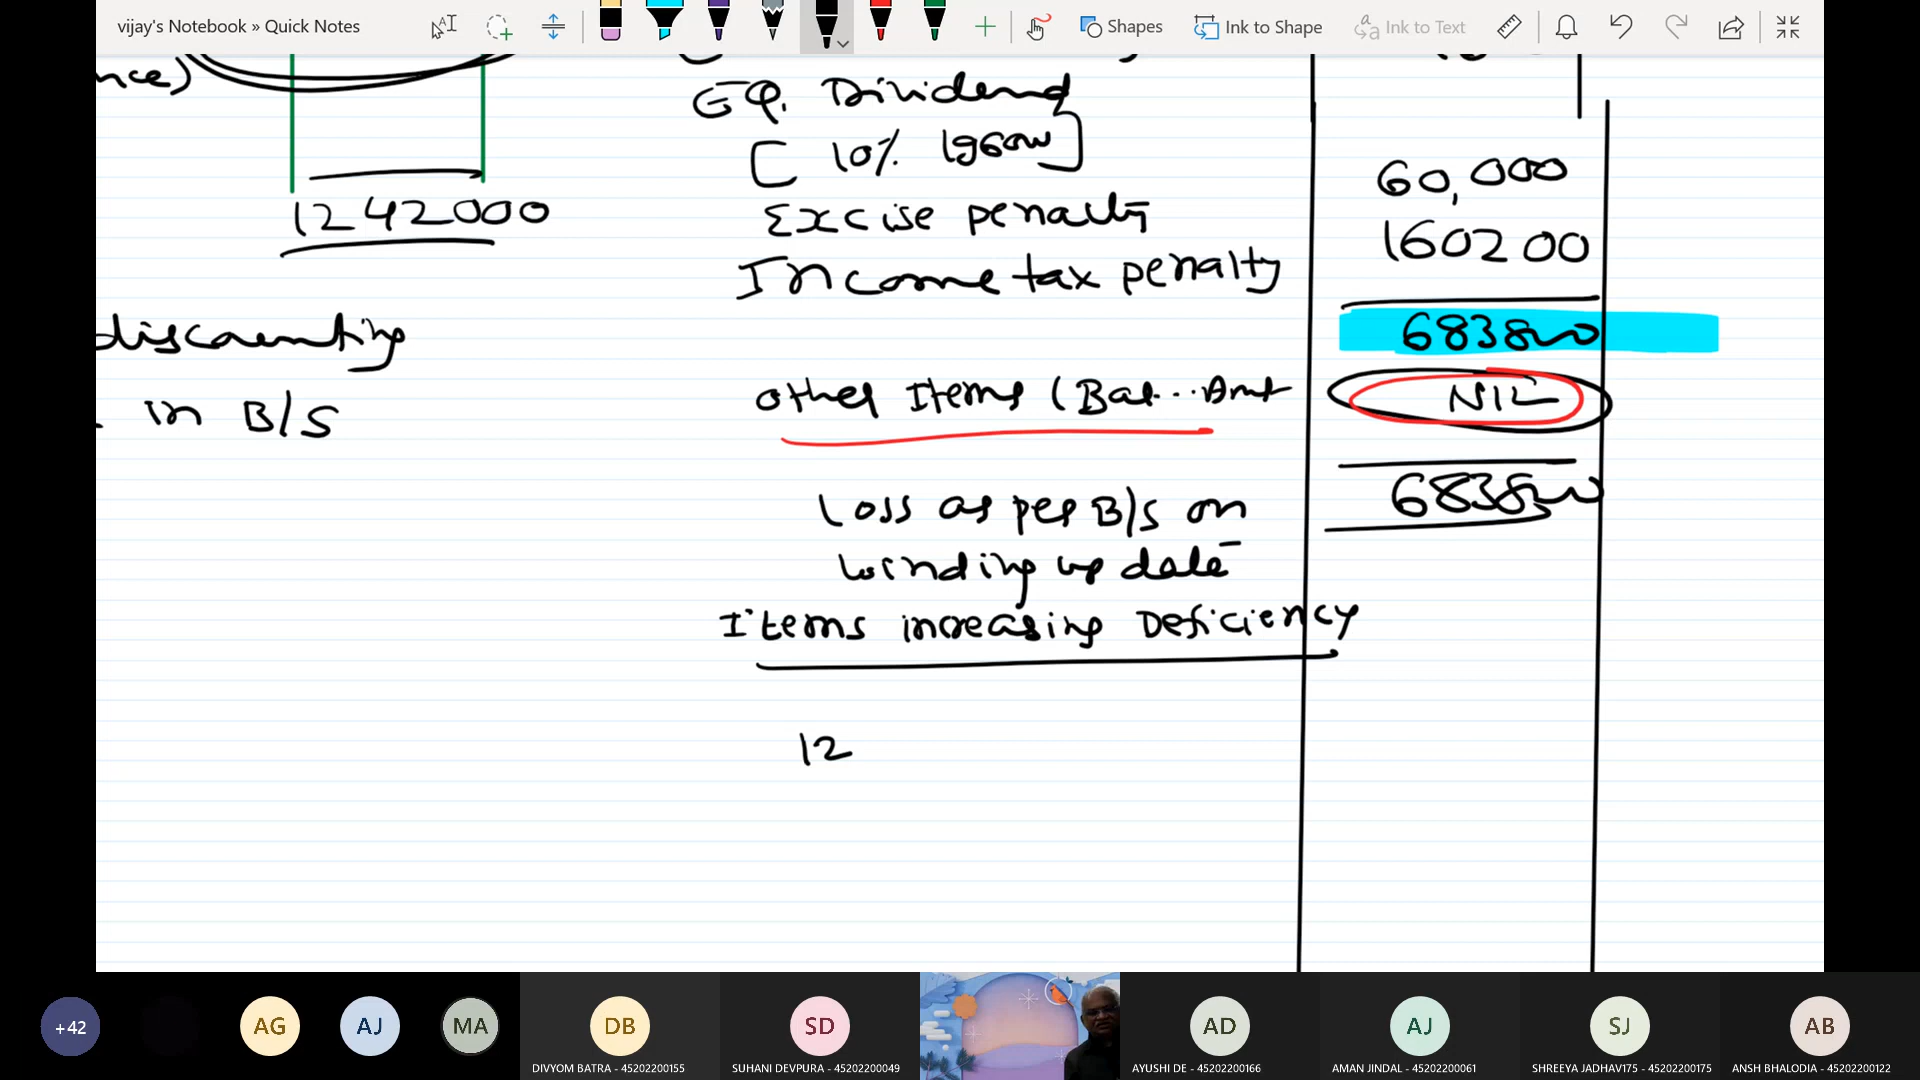 vijay's Notebook » Quick Notes
Shapes
Ink to Shape
Ink to Text
nce)
1242000
discounting
in B/S
EQ. Dividend
[ 10% 19600 ]
60,000
Excise penalty
160200
Income tax penalty
683800
Other Items (Bal... Amt
NIL
683800
Loss as per B/S on
winding up date
Items increasing Deficiency
12
+42
AG
AJ
MA
DB
DIVYOM BATRA - 45202200155
SD
SUHANI DEVPURA - 45202200049
AD
AYUSHI DE - 45202200166
AJ
AMAN JINDAL - 45202200061
SJ
SHREEYA JADHAV175 - 45202200175
AB
ANSH BHALODIA - 45202200122